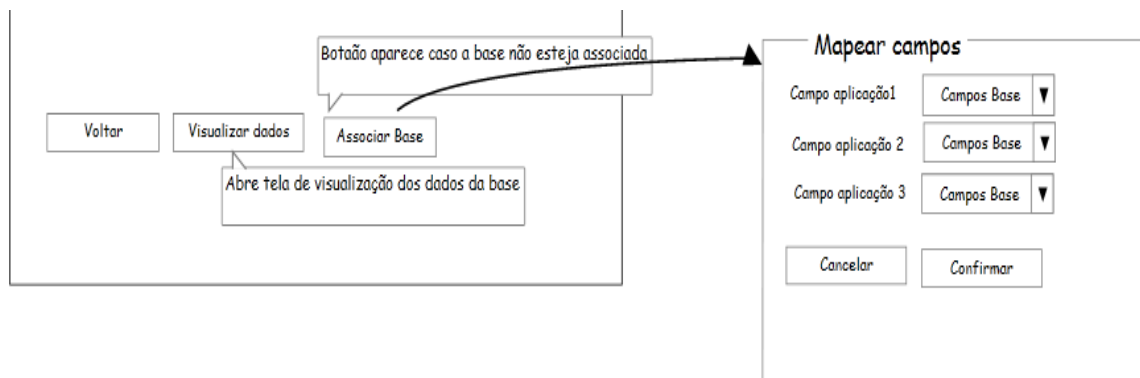 Botaão aparece caso a base não esteja associada
Voltar
Visualizar dados
Associar Base
Abre tela de visualização dos dados da base
Mapear campos
Campo aplicação1
Campos Base
Campo aplicação 2
Campos Base
Campo aplicação 3
Campos Base
Cancelar
Confirmar